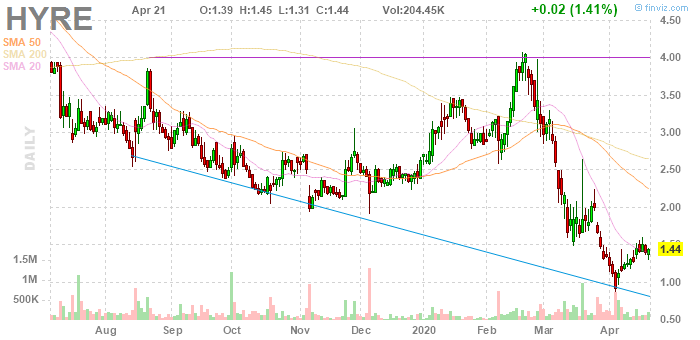 HYRE Apr 21 O:1.39 H:1.45 L:1.31 C:1.44 Vol:204.45K +0.02 (1.41%) © finviz.com
SMA 50
SMA 200
SMA 20
DAILY
4.50
4.00
3.50
3.00
2.50
2.00
1.44
1.00
0.50
1.5M
1M
500K
Aug Sep Oct Nov Dec 2020 Feb Mar Apr